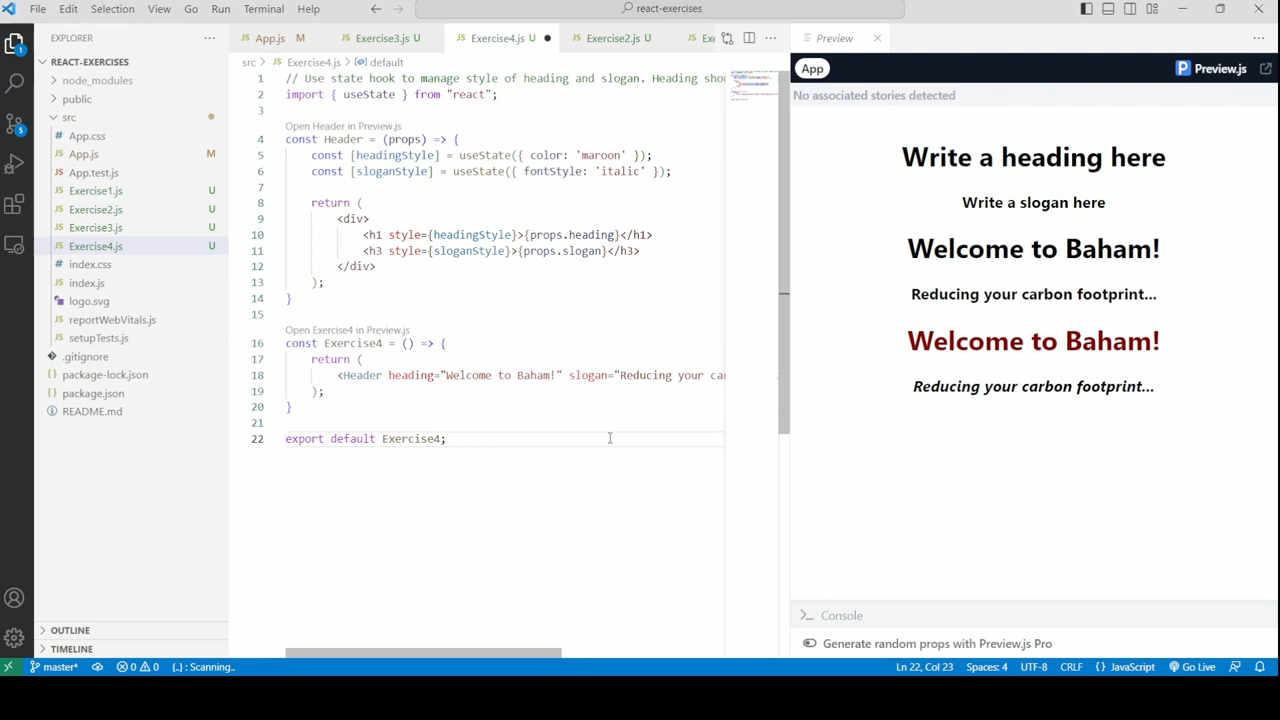 File Edit Selection View Go Run Terminal Help
react-exercises
EXPLORER
REACT-EXERCISES
node_modules
public
src
App.css
App.js M
App.test.js
Exercise1.js U
Exercise2.js U
Exercise3.js U
Exercise4.js U
index.css
index.js
logo.svg
reportWebVitals.js
setupTests.js
.gitignore
package-lock.json
package.json
README.md
OUTLINE
TIMELINE
App.js M
Exercise3.js U
Exercise4.js U
Exercise2.js U
src > Exercise4.js > default
1 // Use state hook to manage style of heading and slogan. Heading shou
2 import { useState } from "react";
3
Open Header in Preview.js
4 const Header = (props) => {
5 const [headingStyle] = useState({ color: 'maroon' });
6 const [sloganStyle] = useState({ fontStyle: 'italic' });
7
8 return (
9 <div>
10 <h1 style={headingStyle}>{props.heading}</h1>
11 <h3 style={sloganStyle}>{props.slogan}</h3>
12 </div>
13 );
14 }
15
Open Exercise4 in Preview.js
16 const Exercise4 = () => {
17 return (
18 <Header heading="Welcome to Baham!" slogan="Reducing your car
19 );
20 }
21
22 export default Exercise4;
Preview
App
Preview.js
No associated stories detected
Write a heading here
Write a slogan here
Welcome to Baham!
Reducing your carbon footprint...
Welcome to Baham!
Reducing your carbon footprint...
Console
Generate random props with Preview.js Pro
master* 0 0 {..} : Scanning..
Ln 22, Col 23 Spaces: 4 UTF-8 CRLF { } JavaScript Go Live